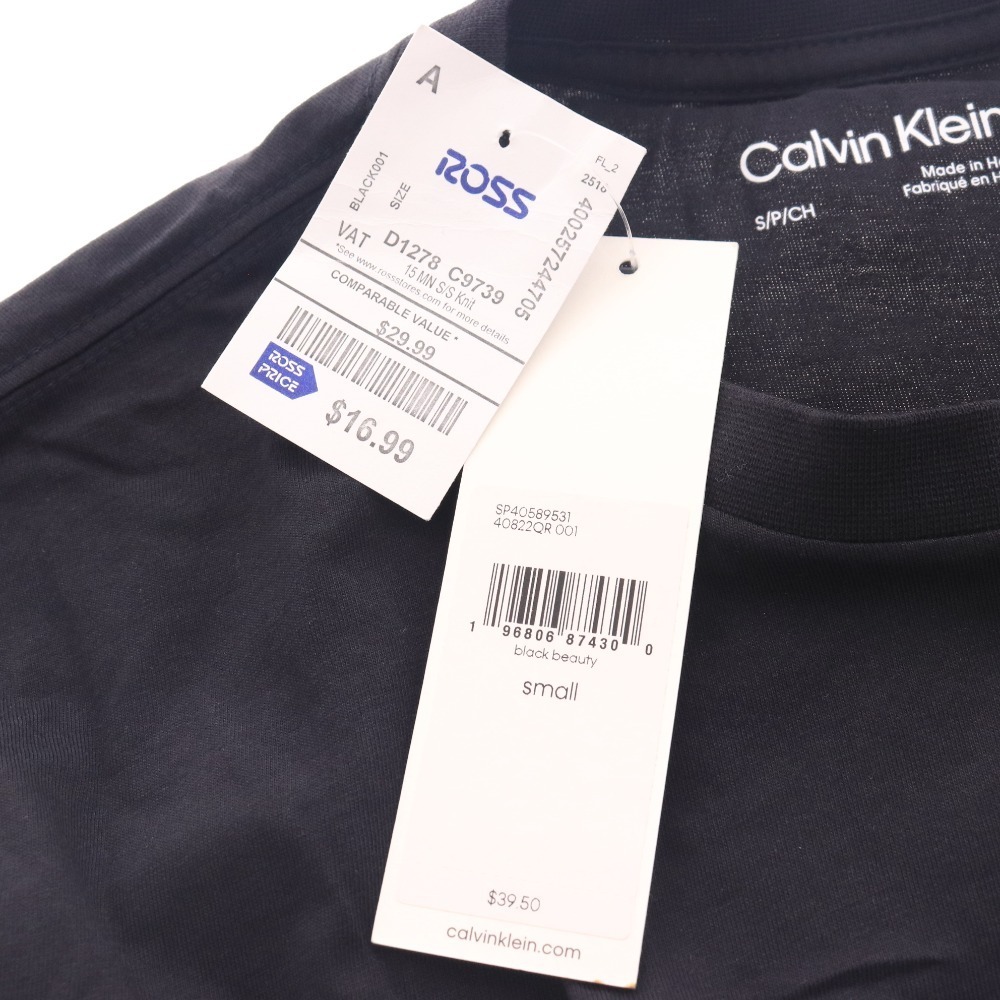 A
ROSS
FL_2
2516
400257244705
BLACK001
SIZE
VAT D1278 C9739
15 MN S/S Knit
*See www.rossstores.com for more details
COMPARABLE VALUE *
$29.99
ROSS
PRICE
$16.99
Calvin Klein
Made in
Fabriqué en
S/P/CH
SP40589531
40822QR 001
1 96806 87430 0
black beauty
small
$39.50
calvinklein.com